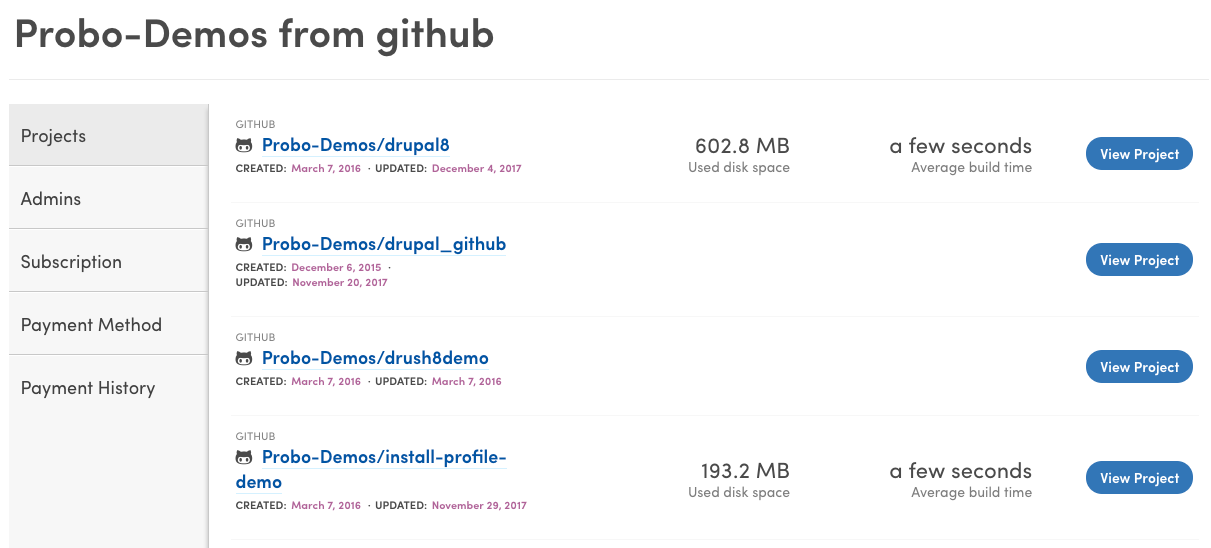 Probo-Demos from github
Projects
Admins
Subscription
Payment Method
Payment History
GITHUB
Probo-Demos/drupal8
CREATED: March 7, 2016 · UPDATED: December 4, 2017
602.8 MB
Used disk space
a few seconds
Average build time
View Project
GITHUB
Probo-Demos/drupal_github
CREATED: December 6, 2015 ·
UPDATED: November 20, 2017
View Project
GITHUB
Probo-Demos/drush8demo
CREATED: March 7, 2016 · UPDATED: March 7, 2016
View Project
GITHUB
Probo-Demos/install-profile-
demo
CREATED: March 7, 2016 · UPDATED: November 29, 2017
193.2 MB
Used disk space
a few seconds
Average build time
View Project